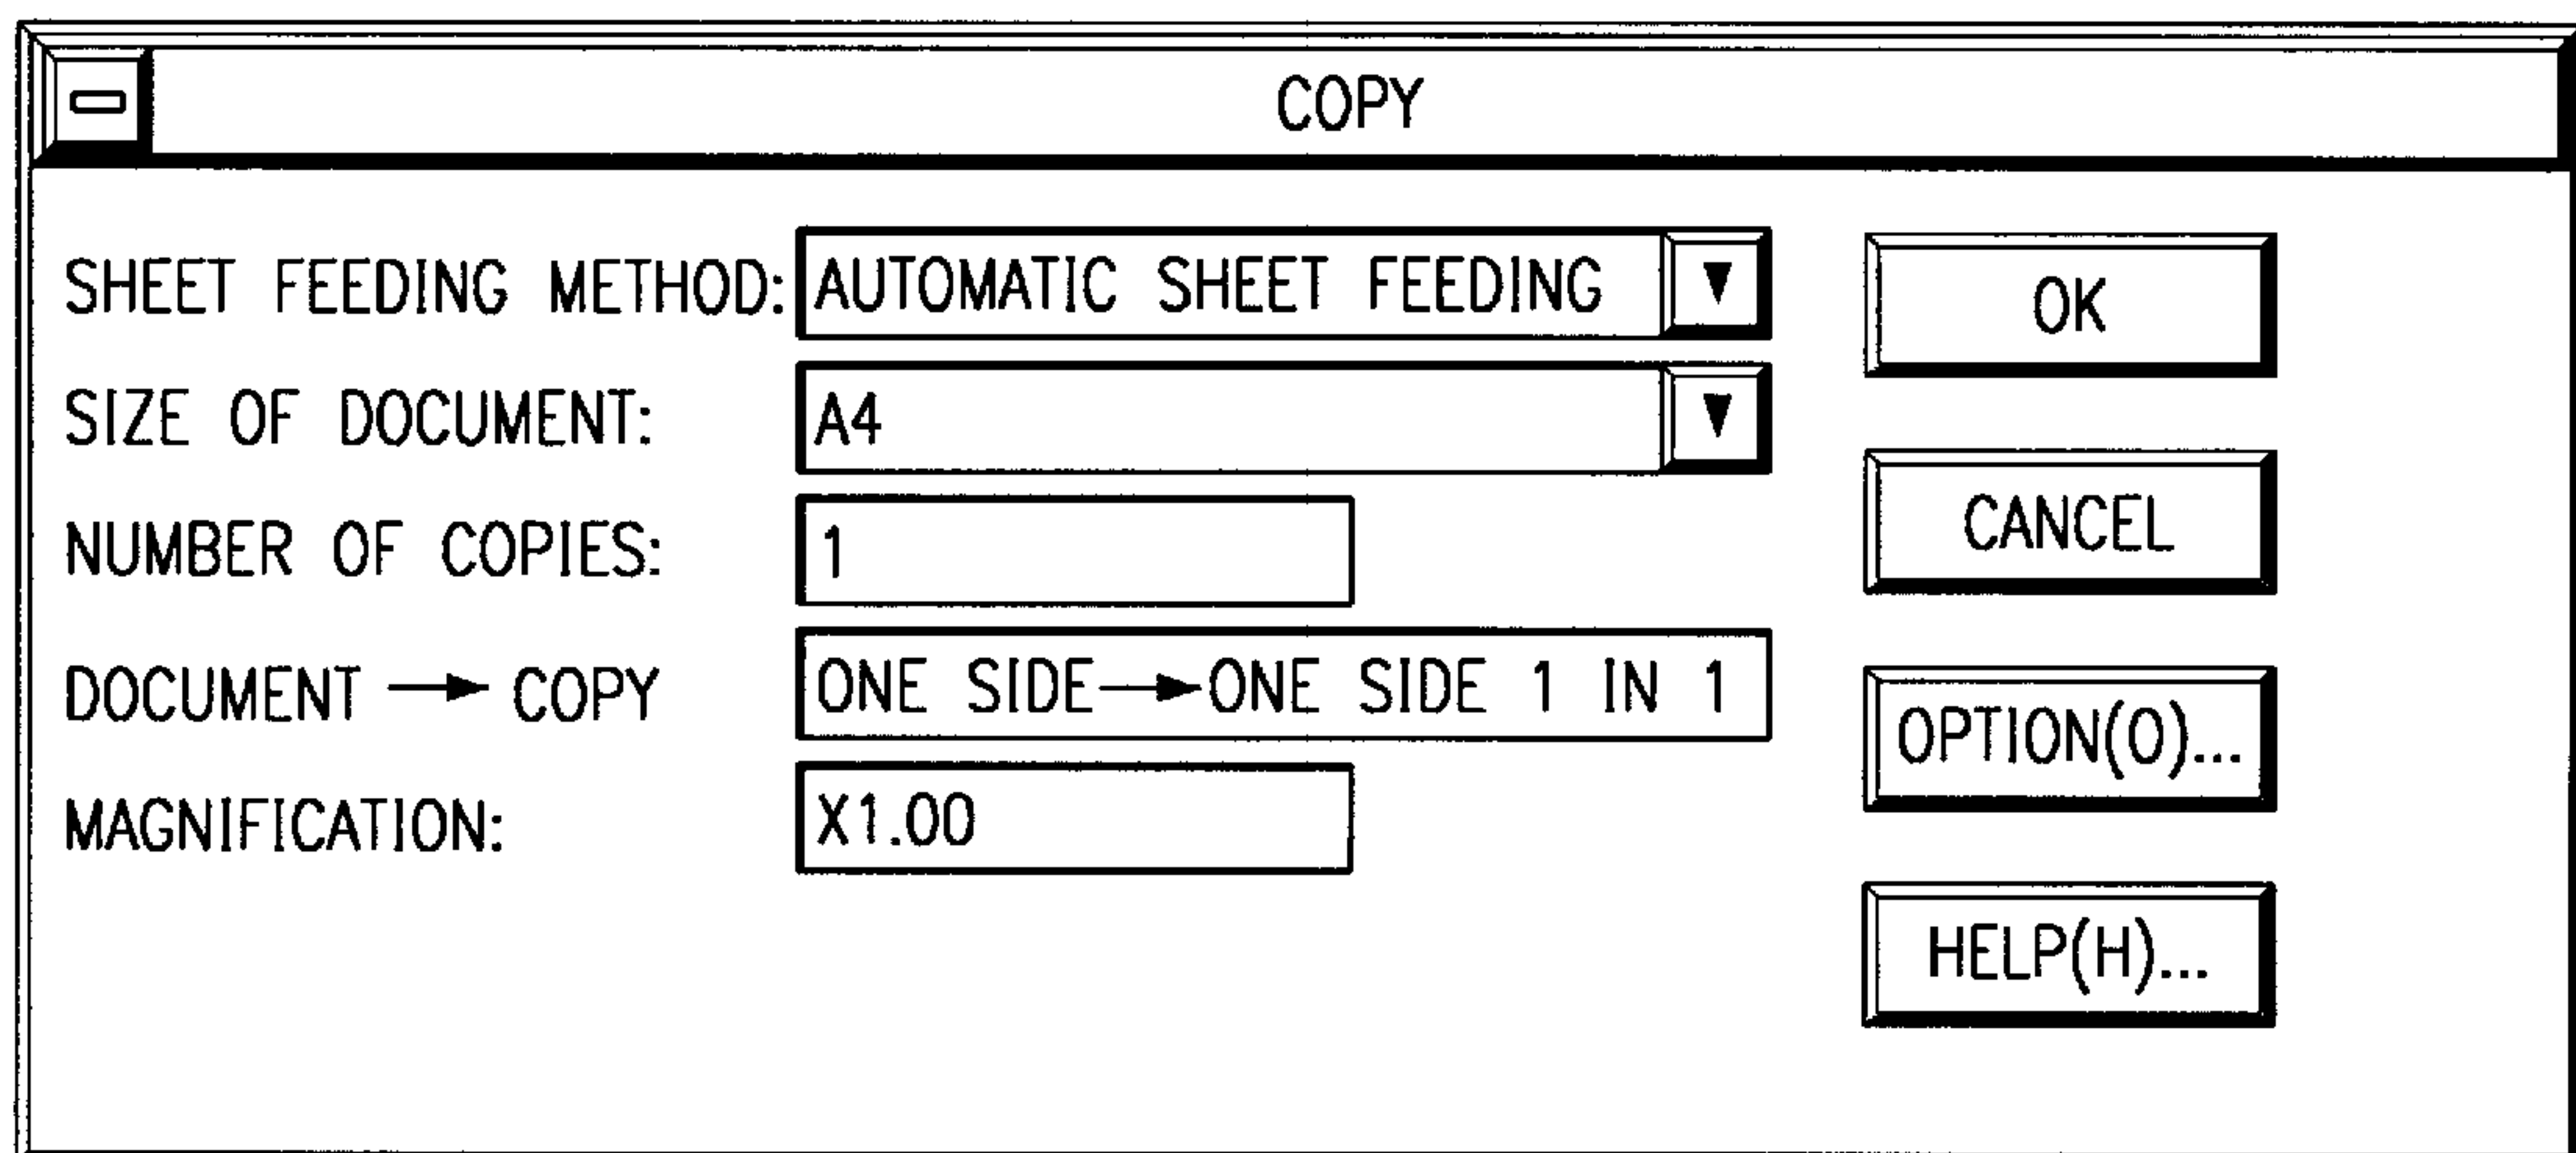 COPY
SHEET FEEDING METHOD: AUTOMATIC SHEET FEEDING ▼
OK
SIZE OF DOCUMENT: A4 ▼
NUMBER OF COPIES: 1
CANCEL
DOCUMENT → COPY ONE SIDE→ONE SIDE 1 IN 1
OPTION(O)...
MAGNIFICATION: X1.00
HELP(H)...